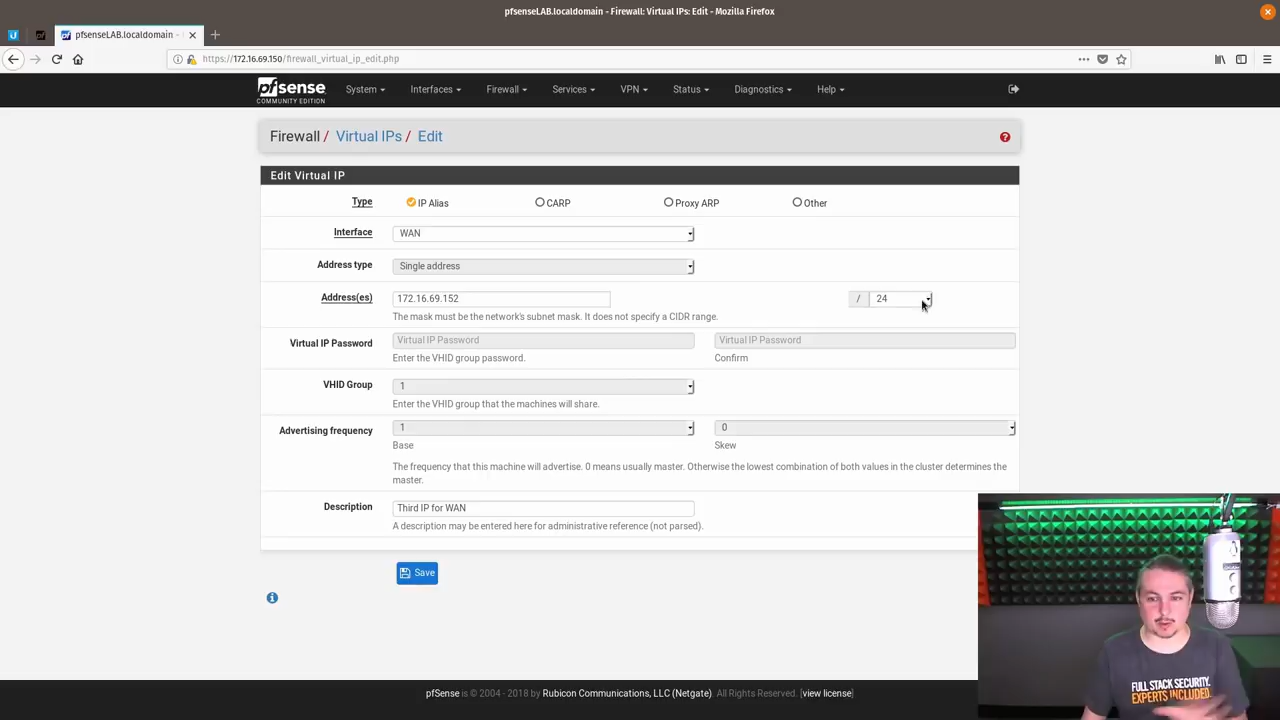 pfsenseLAB.localdomain - Firewall: Virtual IPs: Edit - Mozilla Firefox
pfsenseLAB.localdomain -
https://172.16.69.150/firewall_virtual_ip_edit.php
pfsense
COMMUNITY EDITION
System Interfaces Firewall Services VPN Status Diagnostics Help
Firewall / Virtual IPs / Edit
Edit Virtual IP
Type IP Alias CARP Proxy ARP Other
Interface WAN
Address type Single address
Address(es) 172.16.69.152 / 24
The mask must be the network's subnet mask. It does not specify a CIDR range.
Virtual IP Password Virtual IP Password Virtual IP Password
Enter the VHID group password. Confirm
VHID Group 1
Enter the VHID group that the machines will share.
Advertising frequency 1 0
Base Skew
The frequency that this machine will advertise. 0 means usually master. Otherwise the lowest combination of both values in the cluster determines the
master.
Description Third IP for WAN
A description may be entered here for administrative reference (not parsed).
Save
pfSense is © 2004 - 2018 by Rubicon Communications, LLC (Netgate). All Rights Reserved. [view license]
FULL STACK SECURITY.
EXPERTS INCLUDED.